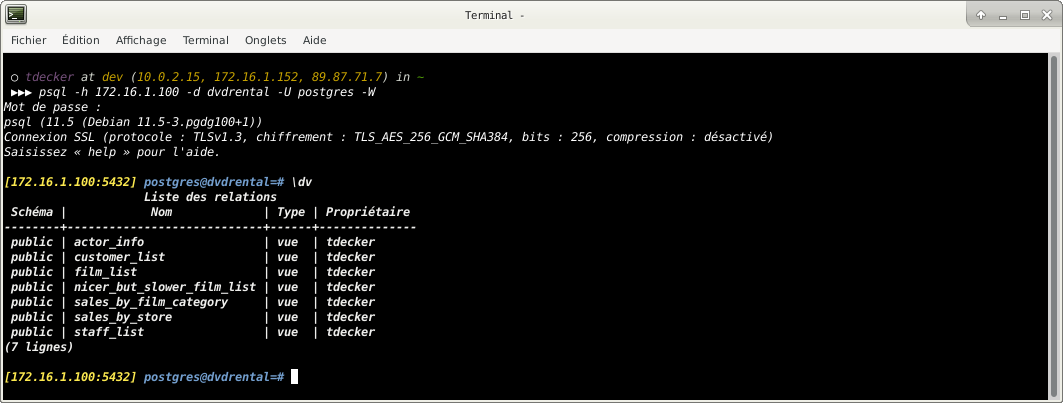 Terminal -
Fichier Édition Affichage Terminal Onglets Aide
○ tdecker at dev (10.0.2.15, 172.16.1.152, 89.87.71.7) in ~
▶▶▶ psql -h 172.16.1.100 -d dvdrental -U postgres -W
Mot de passe :
psql (11.5 (Debian 11.5-3.pgdg100+1))
Connexion SSL (protocole : TLSv1.3, chiffrement : TLS_AES_256_GCM_SHA384, bits : 256, compression : désactivé)
Saisissez « help » pour l'aide.
[172.16.1.100:5432] postgres@dvdrental=# \dv
Liste des relations
Schéma | Nom | Type | Propriétaire
--------+----------------------------+------+--------------
public | actor_info | vue | tdecker
public | customer_list | vue | tdecker
public | film_list | vue | tdecker
public | nicer_but_slower_film_list | vue | tdecker
public | sales_by_film_category | vue | tdecker
public | sales_by_store | vue | tdecker
public | staff_list | vue | tdecker
(7 lignes)
[172.16.1.100:5432] postgres@dvdrental=#